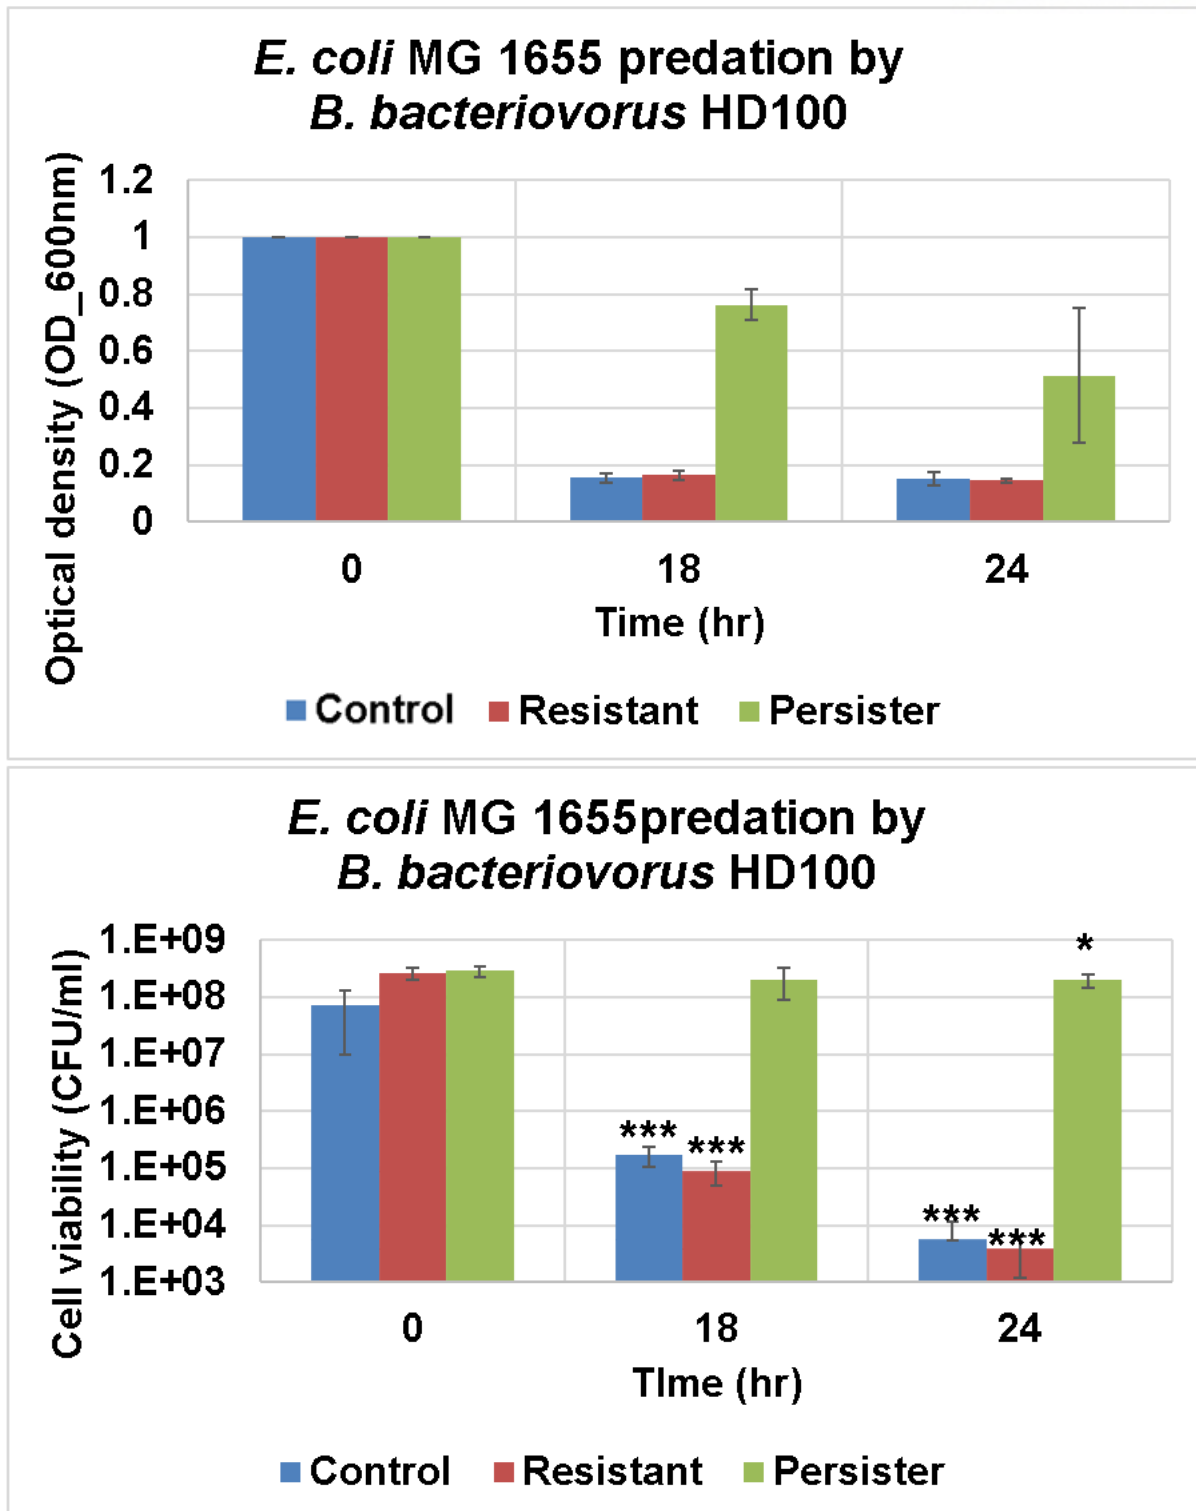 E. coli MG 1655 predation by
B. bacteriovorus HD100
Optical density (OD_600nm)
1.2
1
0.8
0.6
0.4
0.2
0
0 18 24
Time (hr)
Control Resistant Persister
E. coli MG 1655predation by
B. bacteriovorus HD100
Cell viability (CFU/ml)
1.E+09
1.E+08
1.E+07
1.E+06
1.E+05
1.E+04
1.E+03
*
*** ***
*** ***
0 18 24
TIme (hr)
Control Resistant Persister